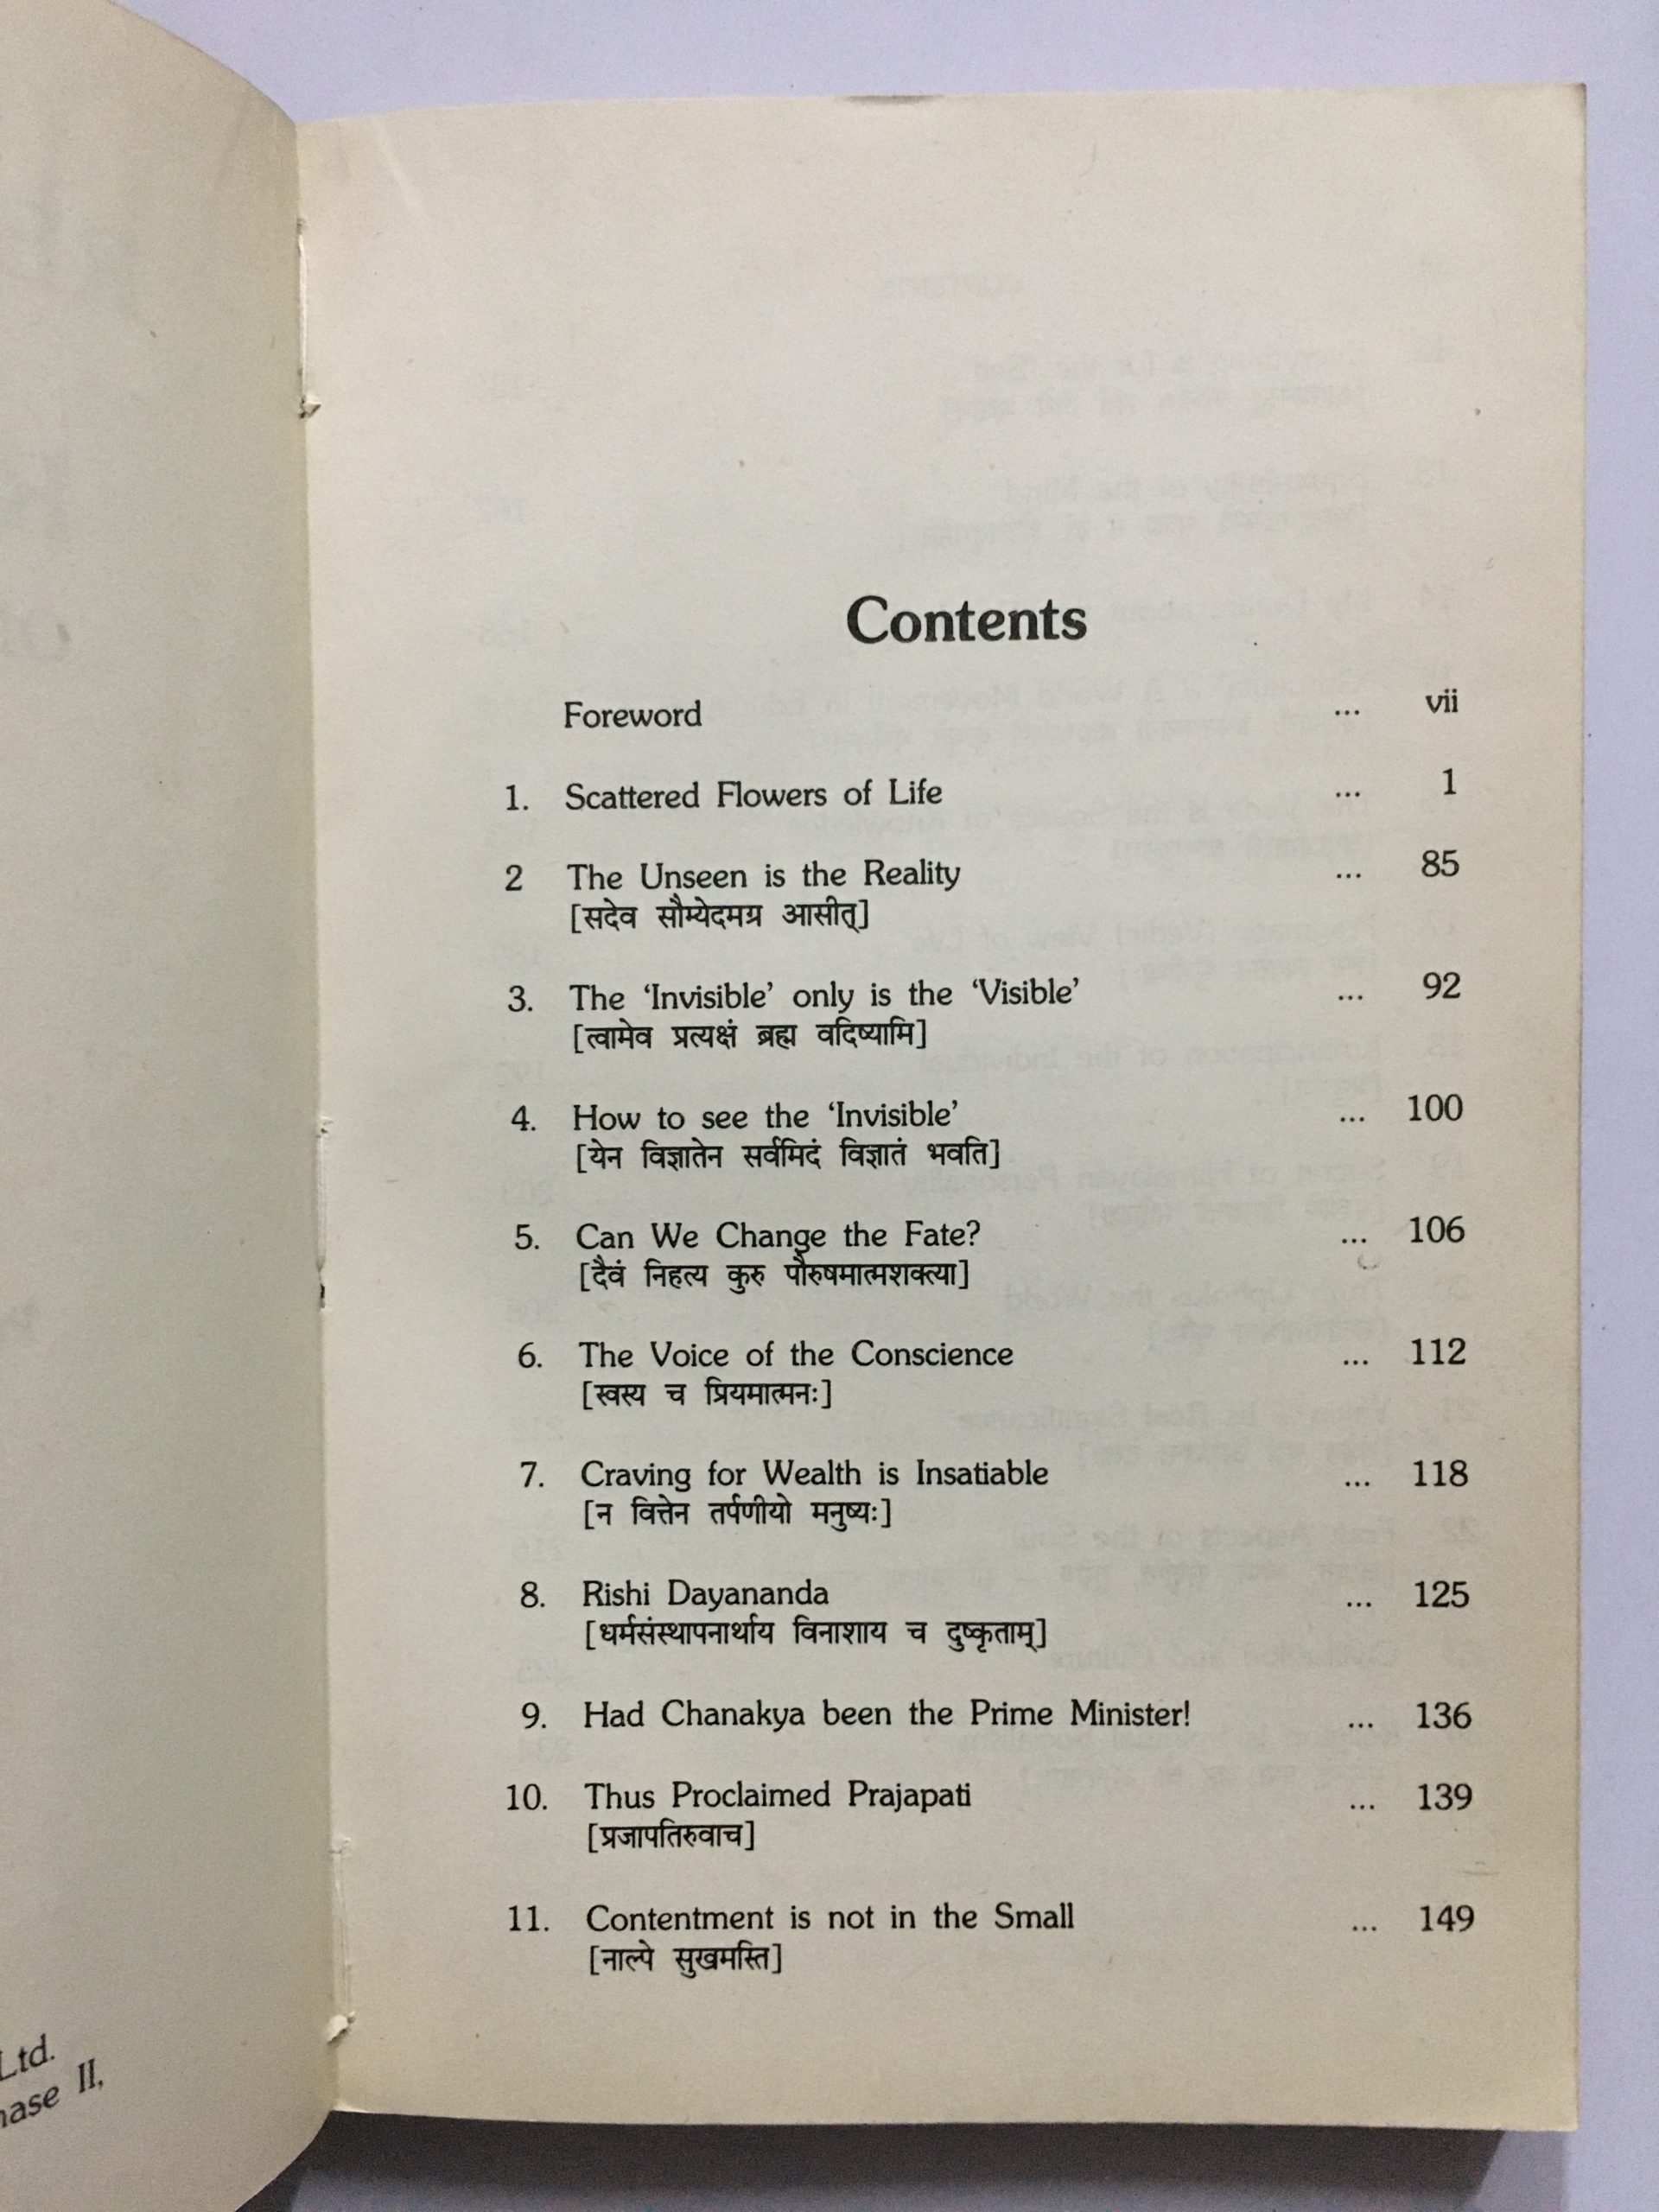 Contents
Foreword ... vii
1. Scattered Flowers of Life ... 1
2 The Unseen is the Reality ... 85
[सदेव सौम्येदमग्र आसीत्]
3. The ‘Invisible’ only is the ‘Visible’ ... 92
[त्वामेव प्रत्यक्षं ब्रह्म वदिष्यामि]
4. How to see the ‘Invisible’ ... 100
[येन विज्ञातेन सर्वमिदं विज्ञातं भवति]
5. Can We Change the Fate? ... 106
[दैवं निहत्य कुरु पौरुषमात्मशक्त्या]
6. The Voice of the Conscience ... 112
[स्वस्य च प्रियमात्मनः]
7. Craving for Wealth is Insatiable ... 118
[न वित्तेन तर्पणीयो मनुष्यः]
8. Rishi Dayananda ... 125
[धर्मसंस्थापनार्थाय विनाशाय च दुष्कृताम्]
9. Had Chanakya been the Prime Minister! ... 136
10. Thus Proclaimed Prajapati ... 139
[प्रजापतिरुवाच]
11. Contentment is not in the Small ... 149
[नाल्पे सुखमस्ति]
Ltd.
II,